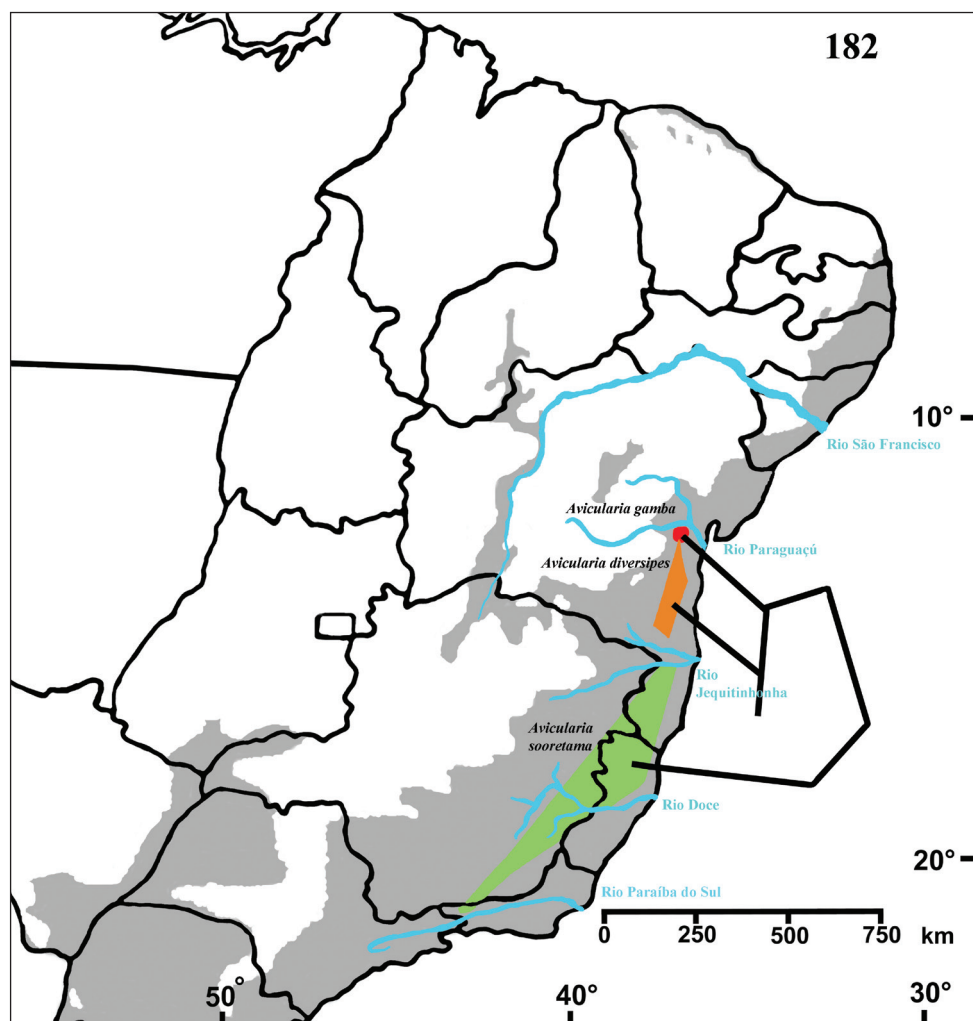 182
10°
Rio São Francisco
Avicularia gamba
Rio Paraguaçú
Avicularia diversipes
Rio
Jequitinhonha
Avicularia
sooretama
Rio Doce
20°
Rio Paraíba do Sul
0 250 500 750 km
50° 40° 30°